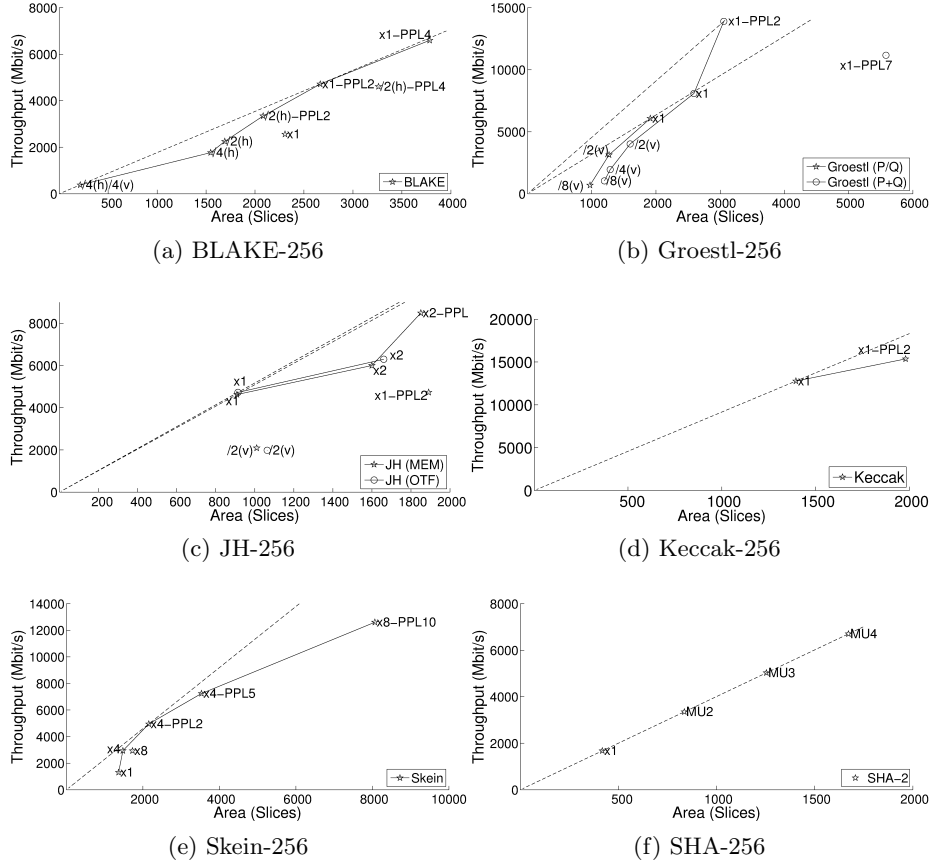 Throughput (Mbit/s)
8000
6000
4000
2000
0
x1−PPL4
x1−PPL2
/2(h)−PPL4
/2(h)−PPL2
x1
/2(h)
/4(h)
/4(h)/4(v)
BLAKE
500 1000 1500 2000 2500 3000 3500 4000
Area (Slices)
(a) BLAKE-256
Throughput (Mbit/s)
15000
10000
5000
0
x1−PPL2
x1−PPL7
x1
x1
/2(v)
/2(v)
/4(v)
/8(v)
/8(v)
Groestl (P/Q)
Groestl (P+Q)
1000 2000 3000 4000 5000 6000
Area (Slices)
(b) Groestl-256
Throughput (Mbit/s)
8000
6000
4000
2000
0
x2−PPL
x2
x2
x1
x1
x1−PPL2
/2(v)
/2(v)
JH (MEM)
JH (OTF)
200 400 600 800 1000 1200 1400 1600 1800 2000
Area (Slices)
(c) JH-256
Throughput (Mbit/s)
20000
15000
10000
5000
0
x1−PPL2
x1
Keccak
500 1000 1500 2000
Area (Slices)
(d) Keccak-256
Throughput (Mbit/s)
14000
12000
10000
8000
6000
4000
2000
0
x8−PPL10
x4−PPL5
x4−PPL2
x4
x8
x1
Skein
2000 4000 6000 8000 10000
Area (Slices)
(e) Skein-256
Throughput (Mbit/s)
8000
6000
4000
2000
0
MU4
MU3
MU2
x1
SHA−2
500 1000 1500 2000
Area (Slices)
(f) SHA-256